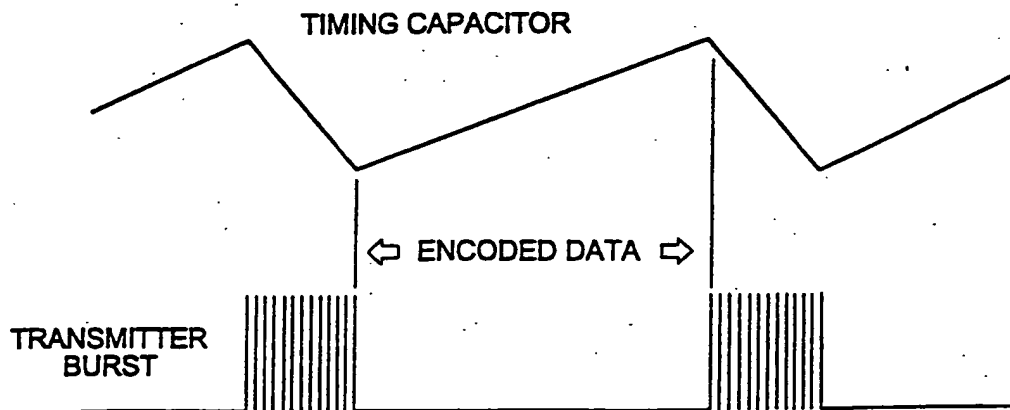 TIMING CAPACITOR
ENCODED DATA
TRANSMITTER
BURST